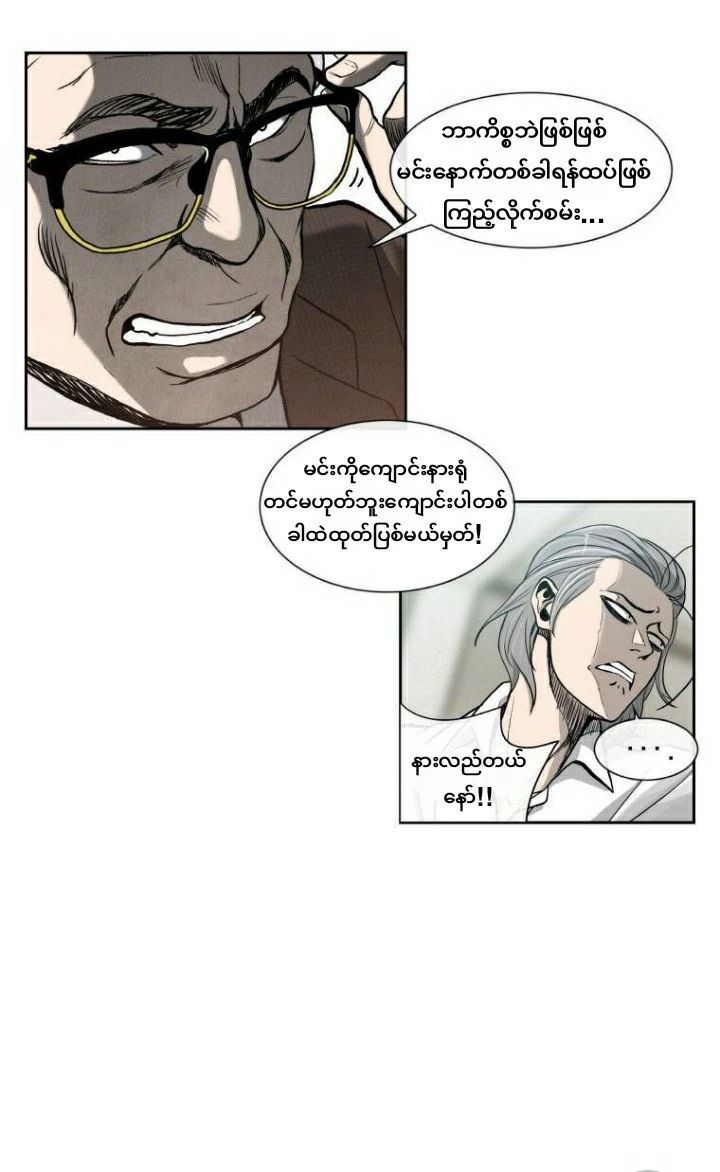 ဘာကိစ္စဘဲဖြစ်ဖြစ်
မင်းနောက်တစ်ခါရန်ထပ်ဖြစ်
ကြည့်လိုက်စမ်း...
မင်းကိုကျောင်းနားရုံ
တင်မဟုတ်ဘူးကျောင်းပါတစ်
ခါထဲထုတ်ပြစ်မယ်မှတ်!
နားလည်တယ်
နော်!!
....